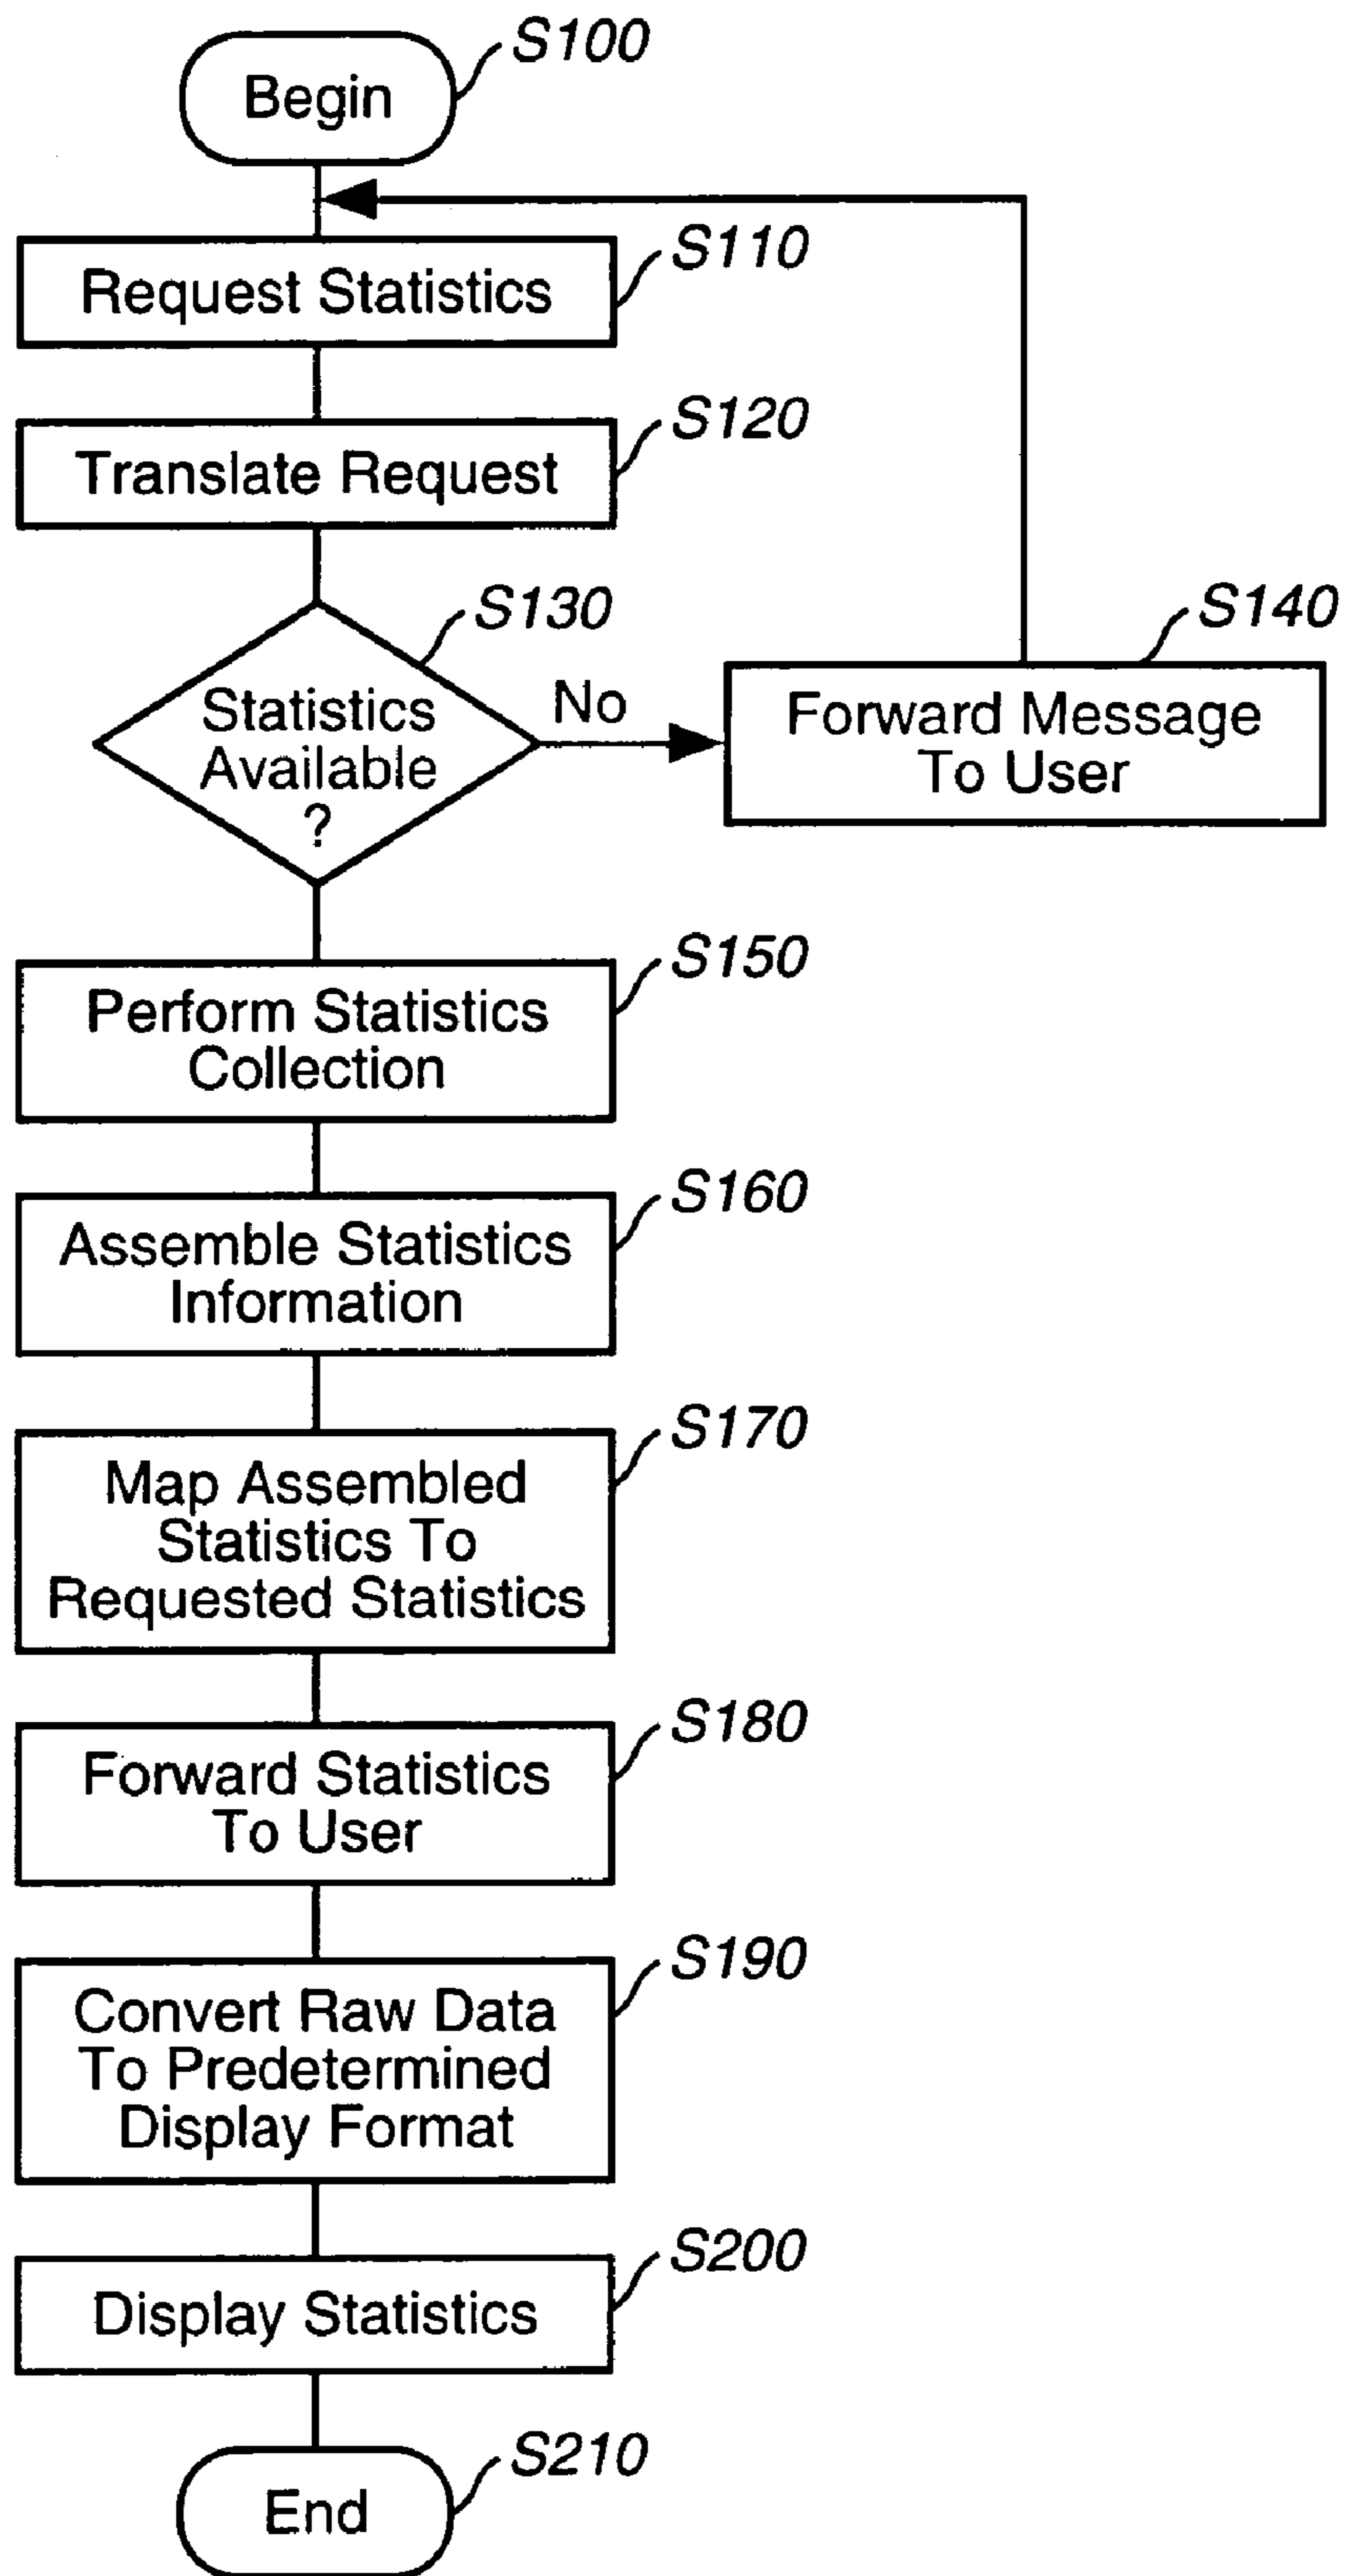 S100
Begin
S110
Request Statistics
S120
Translate Request
S130
Statistics
Available
?
No
S140
Forward Message
To User
S150
Perform Statistics
Collection
S160
Assemble Statistics
Information
S170
Map Assembled
Statistics To
Requested Statistics
S180
Forward Statistics
To User
S190
Convert Raw Data
To Predetermined
Display Format
S200
Display Statistics
S210
End